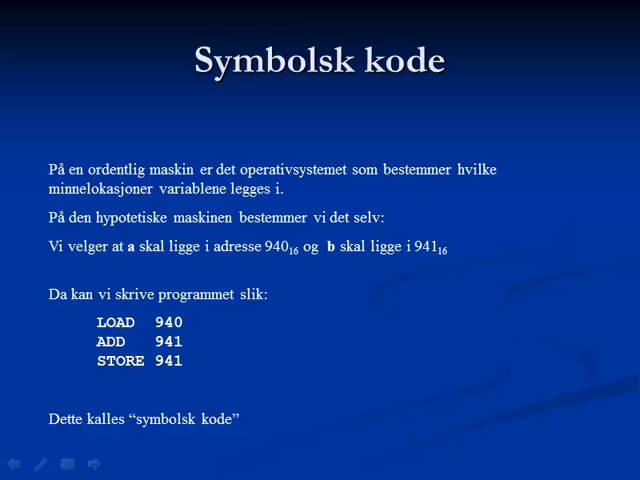 Symbolsk kode
På en ordentlig maskin er det operativsystemet som bestemmer hvilke
minnelokasjoner variablene legges i.
På den hypotetiske maskinen bestemmer vi det selv:
Vi velger at a skal ligge i adresse 940₁₆ og b skal ligge i 941₁₆
Da kan vi skrive programmet slik:
LOAD 940
ADD 941
STORE 941
Dette kalles “symbolsk kode”